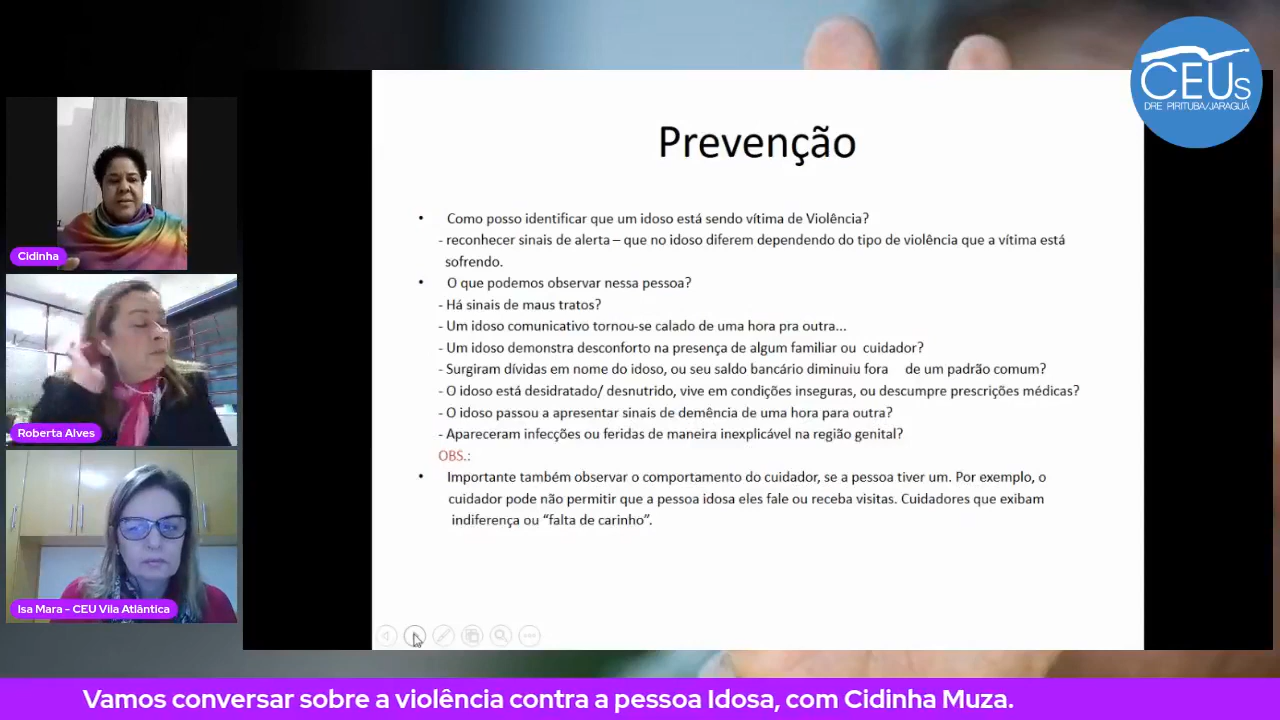 CEUs
DRE PIRITUBA/JARAGUÁ
Prevenção
• Como posso identificar que um idoso está sendo vítima de Violência?
- reconhecer sinais de alerta – que no idoso diferem dependendo do tipo de violência que a vítima está
sofrendo.
• O que podemos observar nessa pessoa?
- Há sinais de maus tratos?
- Um idoso comunicativo tornou-se calado de uma hora pra outra...
- Um idoso demonstra desconforto na presença de algum familiar ou cuidador?
- Surgiram dívidas em nome do idoso, ou seu saldo bancário diminuiu fora de um padrão comum?
- O idoso está desidratado/ desnutrido, vive em condições inseguras, ou descumpre prescrições médicas?
- O idoso passou a apresentar sinais de demência de uma hora para outra?
- Apareceram infecções ou feridas de maneira inexplicável na região genital?
OBS.:
• Importante também observar o comportamento do cuidador, se a pessoa tiver um. Por exemplo, o
cuidador pode não permitir que a pessoa idosa eles fale ou receba visitas. Cuidadores que exibam
indiferença ou “falta de carinho”.
Cidinha
Roberta Alves
Isa Mara - CEU Vila Atlântica
Vamos conversar sobre a violência contra a pessoa Idosa, com Cidinha Muza.